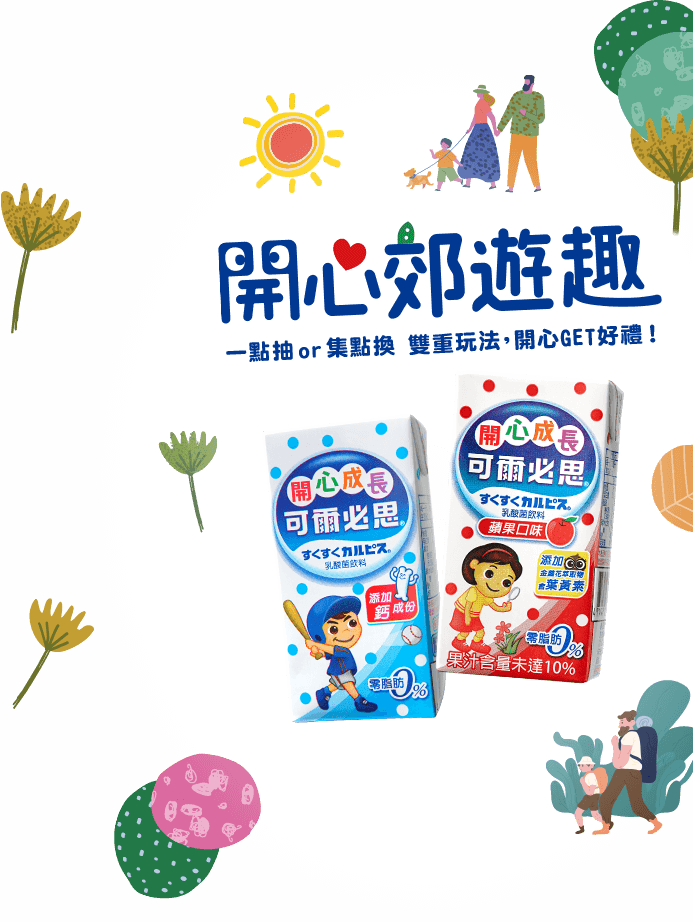 開心郊遊趣
一點抽or集點換 雙重玩法,開心GET好禮!
開心成長
可爾必思®
すくすくカルピス®
乳酸菌飲料
添加
鈣成份
零脂肪0%
開心成長
可爾必思®
すくすくカルピス®
乳酸菌飲料
蘋果口味
添加
金盞花萃取物
含葉黃素
零脂肪0%
果汁含量未達10%